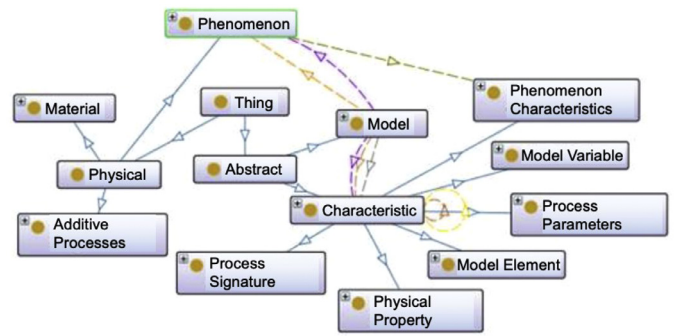 Phenomenon
Phenomenon
Characteristics
Material
Thing
Model
Model Variable
Physical
Abstract
Additive
Processes
Characteristic
Process
Parameters
Process
Signature
Model Element
Physical
Property